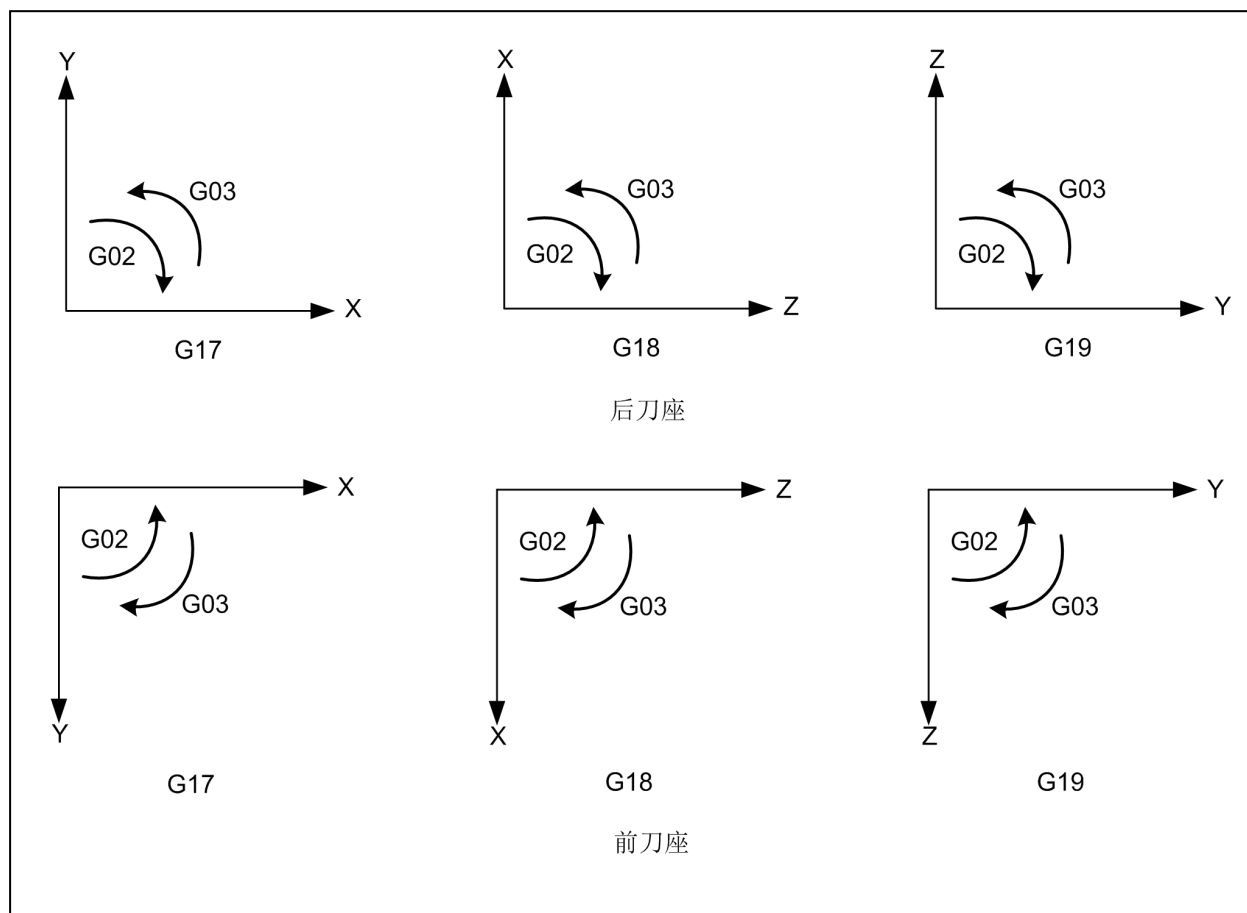 Y X Z
G03 G03 G03
G02 G02 G02
X Z Y
G17 G18 G19
后刀座
X Z Y
G02 G02 G02
G03 G03 G03
Y X Z
G17 G18 G19
前刀座